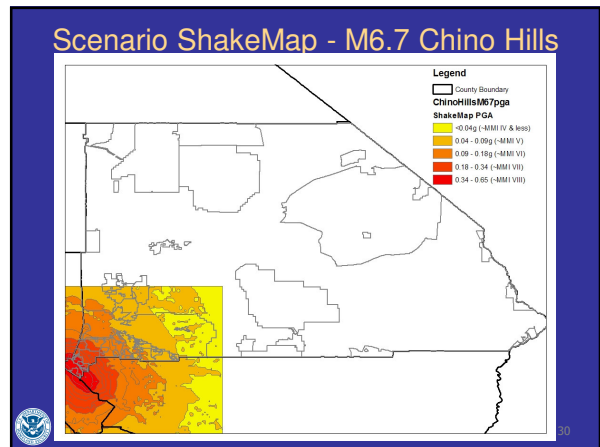 Scenario ShakeMap - M6.7 Chino Hills
Legend
County Boundary
ChinoHillsM67pga
ShakeMap PGA
<0.04g (~MMI IV & less)
0.04 - 0.09g (~MMI V)
0.09 - 0.18g (~MMI VI)
0.18 - 0.34 (~MMI VII)
0.34 - 0.65 (~MMI VIII)
30